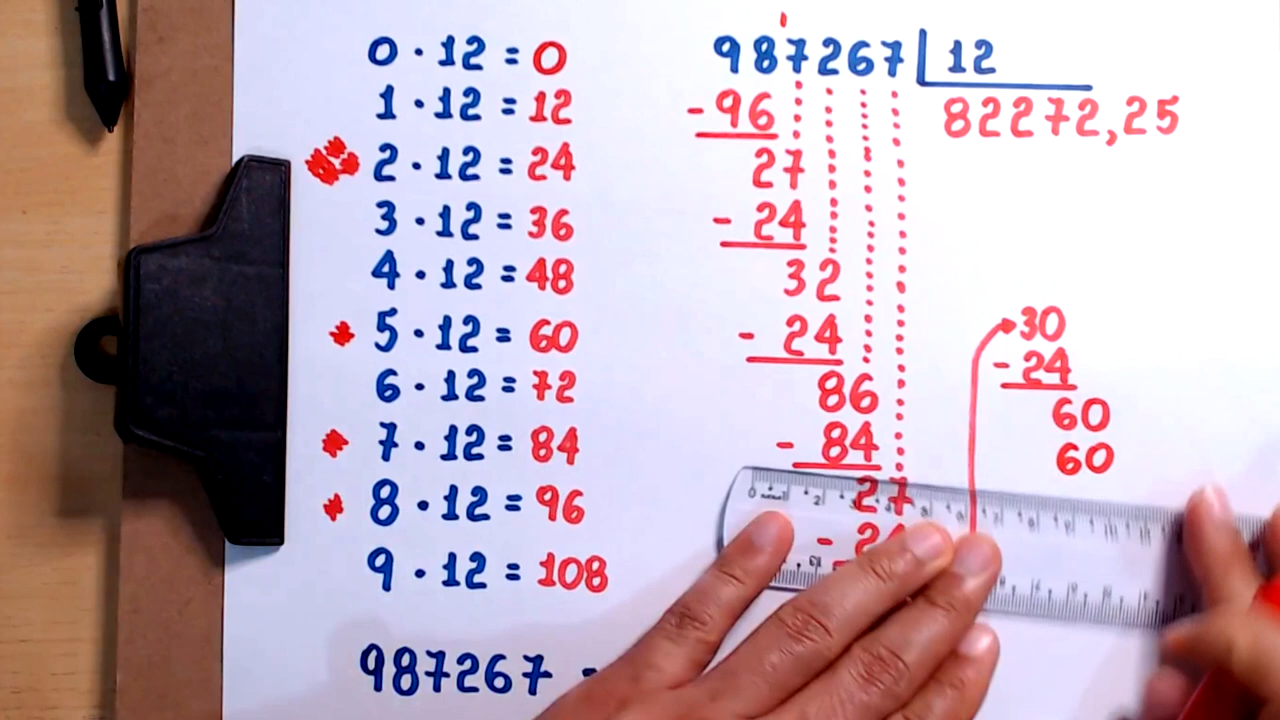 0 · 12 = 0
1 · 12 = 12
2 · 12 = 24
3 · 12 = 36
4 · 12 = 48
5 · 12 = 60
6 · 12 = 72
7 · 12 = 84
8 · 12 = 96
9 · 12 = 108
987267
987267 | 12
82272,25
- 96
27
- 24
32
- 24
86
- 84
27
30
- 24
60
60